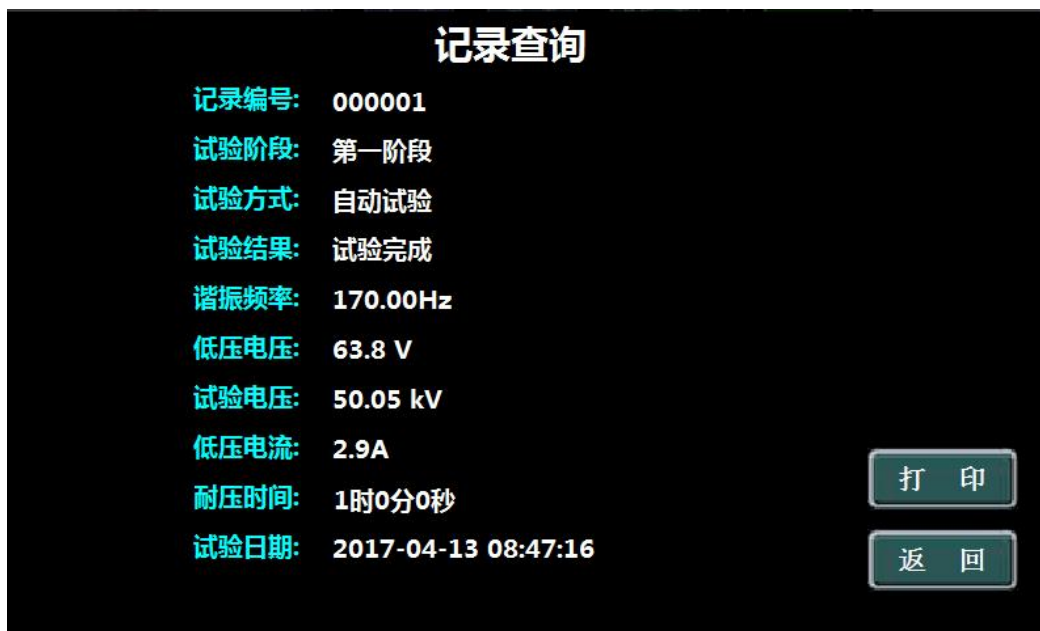 记录查询
记录编号: 000001
试验阶段: 第一阶段
试验方式: 自动试验
试验结果: 试验完成
谐振频率: 170.00Hz
低压电压: 63.8 V
试验电压: 50.05 kV
低压电流: 2.9A
耐压时间: 1时0分0秒
试验日期: 2017-04-13 08:47:16
打 印
返 回